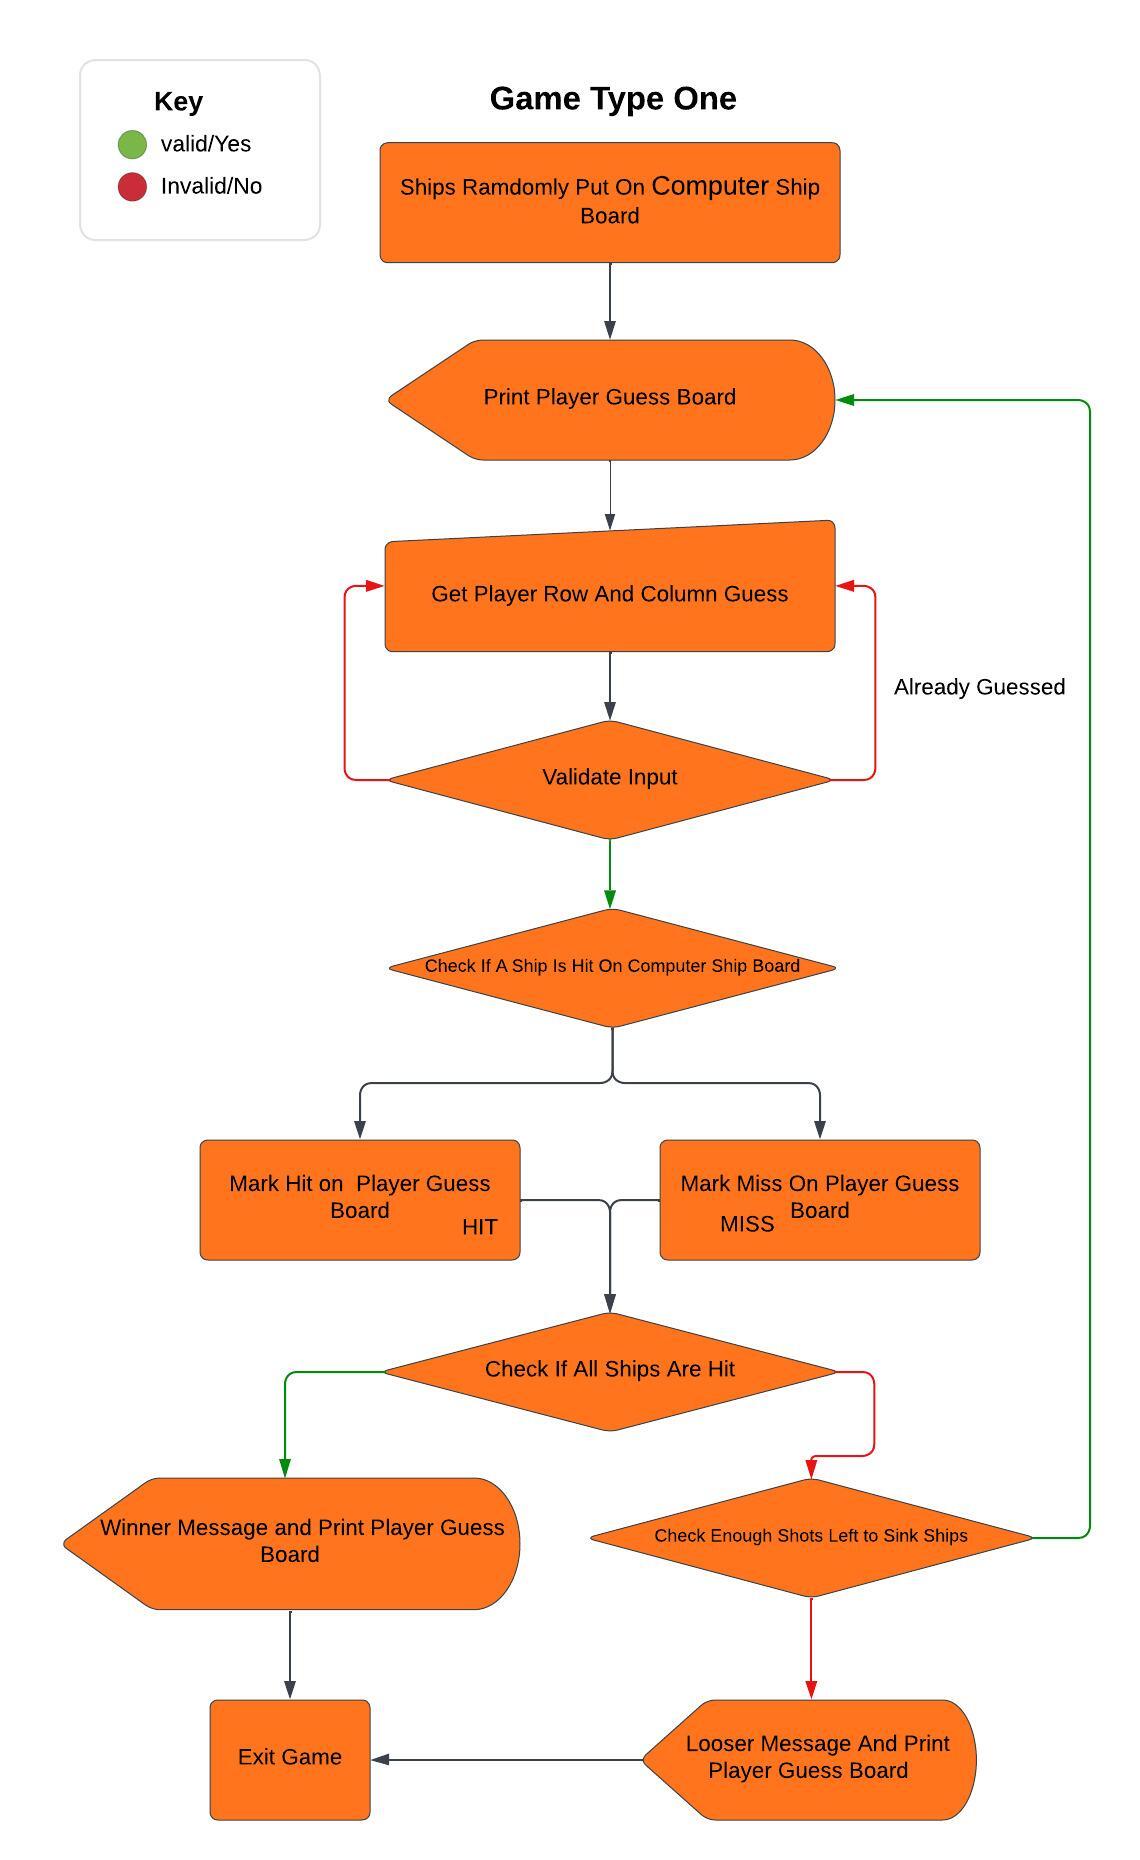 Key
valid/Yes
Invalid/No
Game Type One
Ships Ramdomly Put On Computer Ship
Board
Print Player Guess Board
Get Player Row And Column Guess
Already Guessed
Validate Input
Check If A Ship Is Hit On Computer Ship Board
Mark Hit on  Player Guess
Board
HIT
Mark Miss On Player Guess
Board
MISS
Check If All Ships Are Hit
Winner Message and Print Player Guess
Board
Check Enough Shots Left to Sink Ships
Exit Game
Looser Message And Print
Player Guess Board